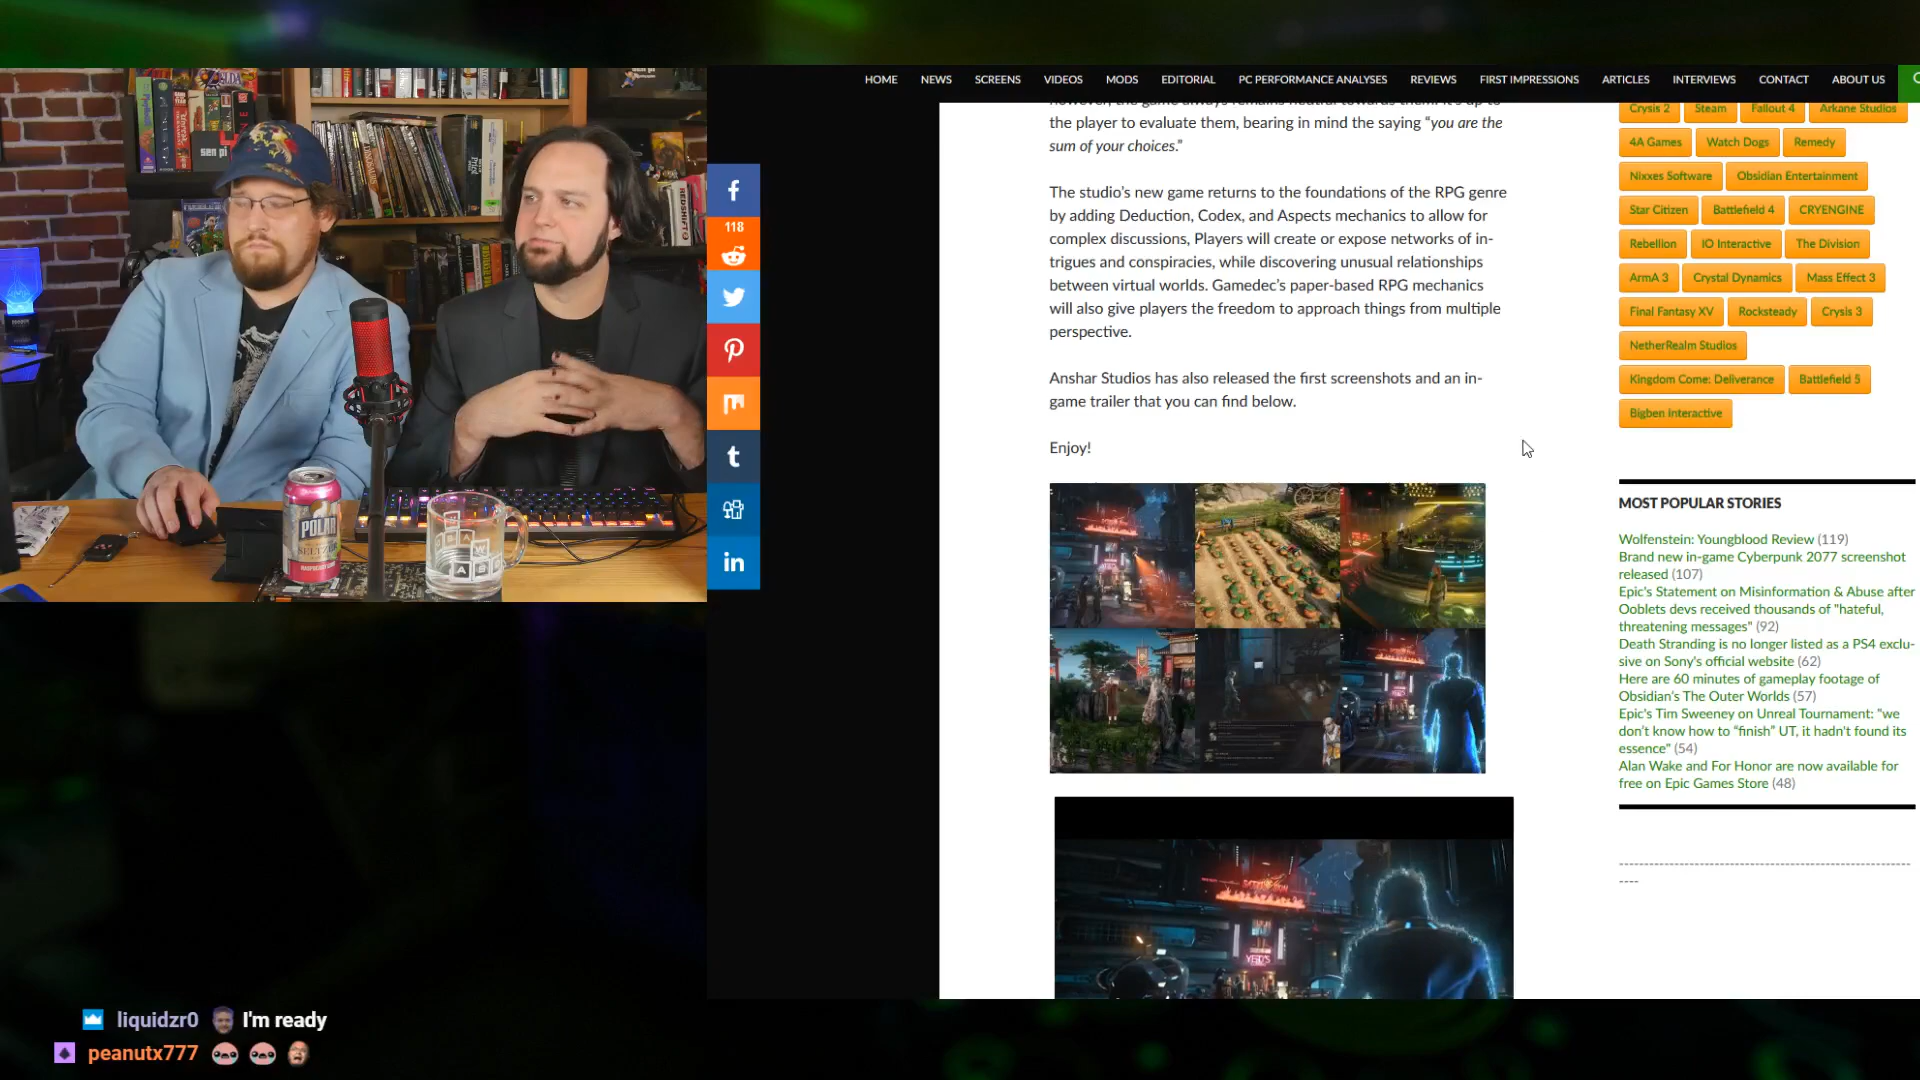 HOME NEWS SCREENS VIDEOS MODS EDITORIAL PC PERFORMANCE ANALYSES REVIEWS FIRST IMPRESSIONS ARTICLES INTERVIEWS CONTACT ABOUT US
the player to evaluate them, bearing in mind the saying “you are the
sum of your choices.”
The studio’s new game returns to the foundations of the RPG genre
by adding Deduction, Codex, and Aspects mechanics to allow for
complex discussions, Players will create or expose networks of in-
trigues and conspiracies, while discovering unusual relationships
between virtual worlds. Gamedec’s paper-based RPG mechanics
will also give players the freedom to approach things from multiple
perspective.
Anshar Studios has also released the first screenshots and an in-
game trailer that you can find below.
Enjoy!
118
Crysis 2 Steam Fallout 4 Arkane Studios
4A Games Watch Dogs Remedy
Nixxes Software Obsidian Entertainment
Star Citizen Battlefield 4 CRYENGINE
Rebellion IO Interactive The Division
ArmA 3 Crystal Dynamics Mass Effect 3
Final Fantasy XV Rocksteady Crysis 3
NetherRealm Studios
Kingdom Come: Deliverance Battlefield 5
Bigben Interactive
MOST POPULAR STORIES
Wolfenstein: Youngblood Review (119)
Brand new in-game Cyberpunk 2077 screenshot
released (107)
Epic's Statement on Misinformation & Abuse after
Ooblets devs received thousands of "hateful,
threatening messages" (92)
Death Stranding is no longer listed as a PS4 exclu-
sive on Sony's official website (62)
Here are 60 minutes of gameplay footage of
Obsidian's The Outer Worlds (57)
Epic's Tim Sweeney on Unreal Tournament: "we
don't know how to “finish” UT, it hadn't found its
essence" (54)
Alan Wake and For Honor are now available for
free on Epic Games Store (48)
ZELDA
REDSHIRTS
POLAR
SELTZER
liquidzr0 I'm ready
peanutx777